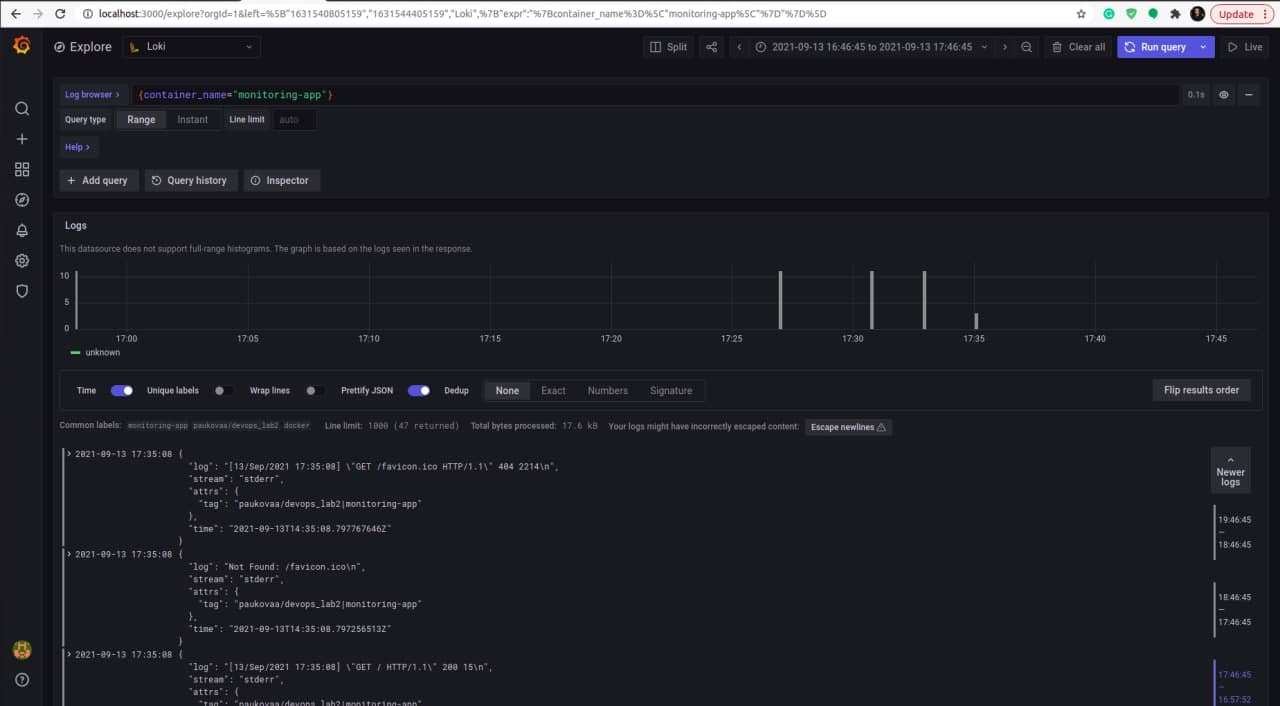 localhost:3000/explore?orgId=1&left=%5B"1631540805159","1631544405159","Loki",%7B"expr":"%7Bcontainer_name%3D%5C"monitoring-app%5C"%7D"%7D%5D
Update
Explore
Loki
Split
2021-09-13 16:46:45 to 2021-09-13 17:46:45
Clear all
Run query
Live
Log browser >
{container_name="monitoring-app"}
0.1s
Query type
Range
Instant
Line limit
auto
Help >
+ Add query
Query history
Inspector
Logs
This datasource does not support full-range histograms. The graph is based on the logs seen in the response.
10
5
0
17:00
17:05
17:10
17:15
17:20
17:25
17:30
17:35
17:40
17:45
unknown
Time
Unique labels
Wrap lines
Prettify JSON
Dedup
None
Exact
Numbers
Signature
Flip results order
Common labels: monitoring-app paukovaa/devops_lab2 docker Line limit: 1000 (47 returned) Total bytes processed: 17.6 kB Your logs might have incorrectly escaped content: Escape newlines
> 2021-09-13 17:35:08 {
"log": "[13/Sep/2021 17:35:08] \"GET /favicon.ico HTTP/1.1\" 404 2214\n",
"stream": "stderr",
"attrs": {
"tag": "paukovaa/devops_lab2|monitoring-app"
},
"time": "2021-09-13T14:35:08.797767646Z"
}
> 2021-09-13 17:35:08 {
"log": "Not Found: /favicon.ico\n",
"stream": "stderr",
"attrs": {
"tag": "paukovaa/devops_lab2|monitoring-app"
},
"time": "2021-09-13T14:35:08.797256513Z"
}
> 2021-09-13 17:35:08 {
"log": "[13/Sep/2021 17:35:08] \"GET / HTTP/1.1\" 200 15\n",
"stream": "stderr",
"attrs": {
"tag": "paukovaa/devops_lab2|monitoring-app"
Newer
logs
19:46:45
—
18:46:45
18:46:45
—
17:46:45
17:46:45
—
16:57:52